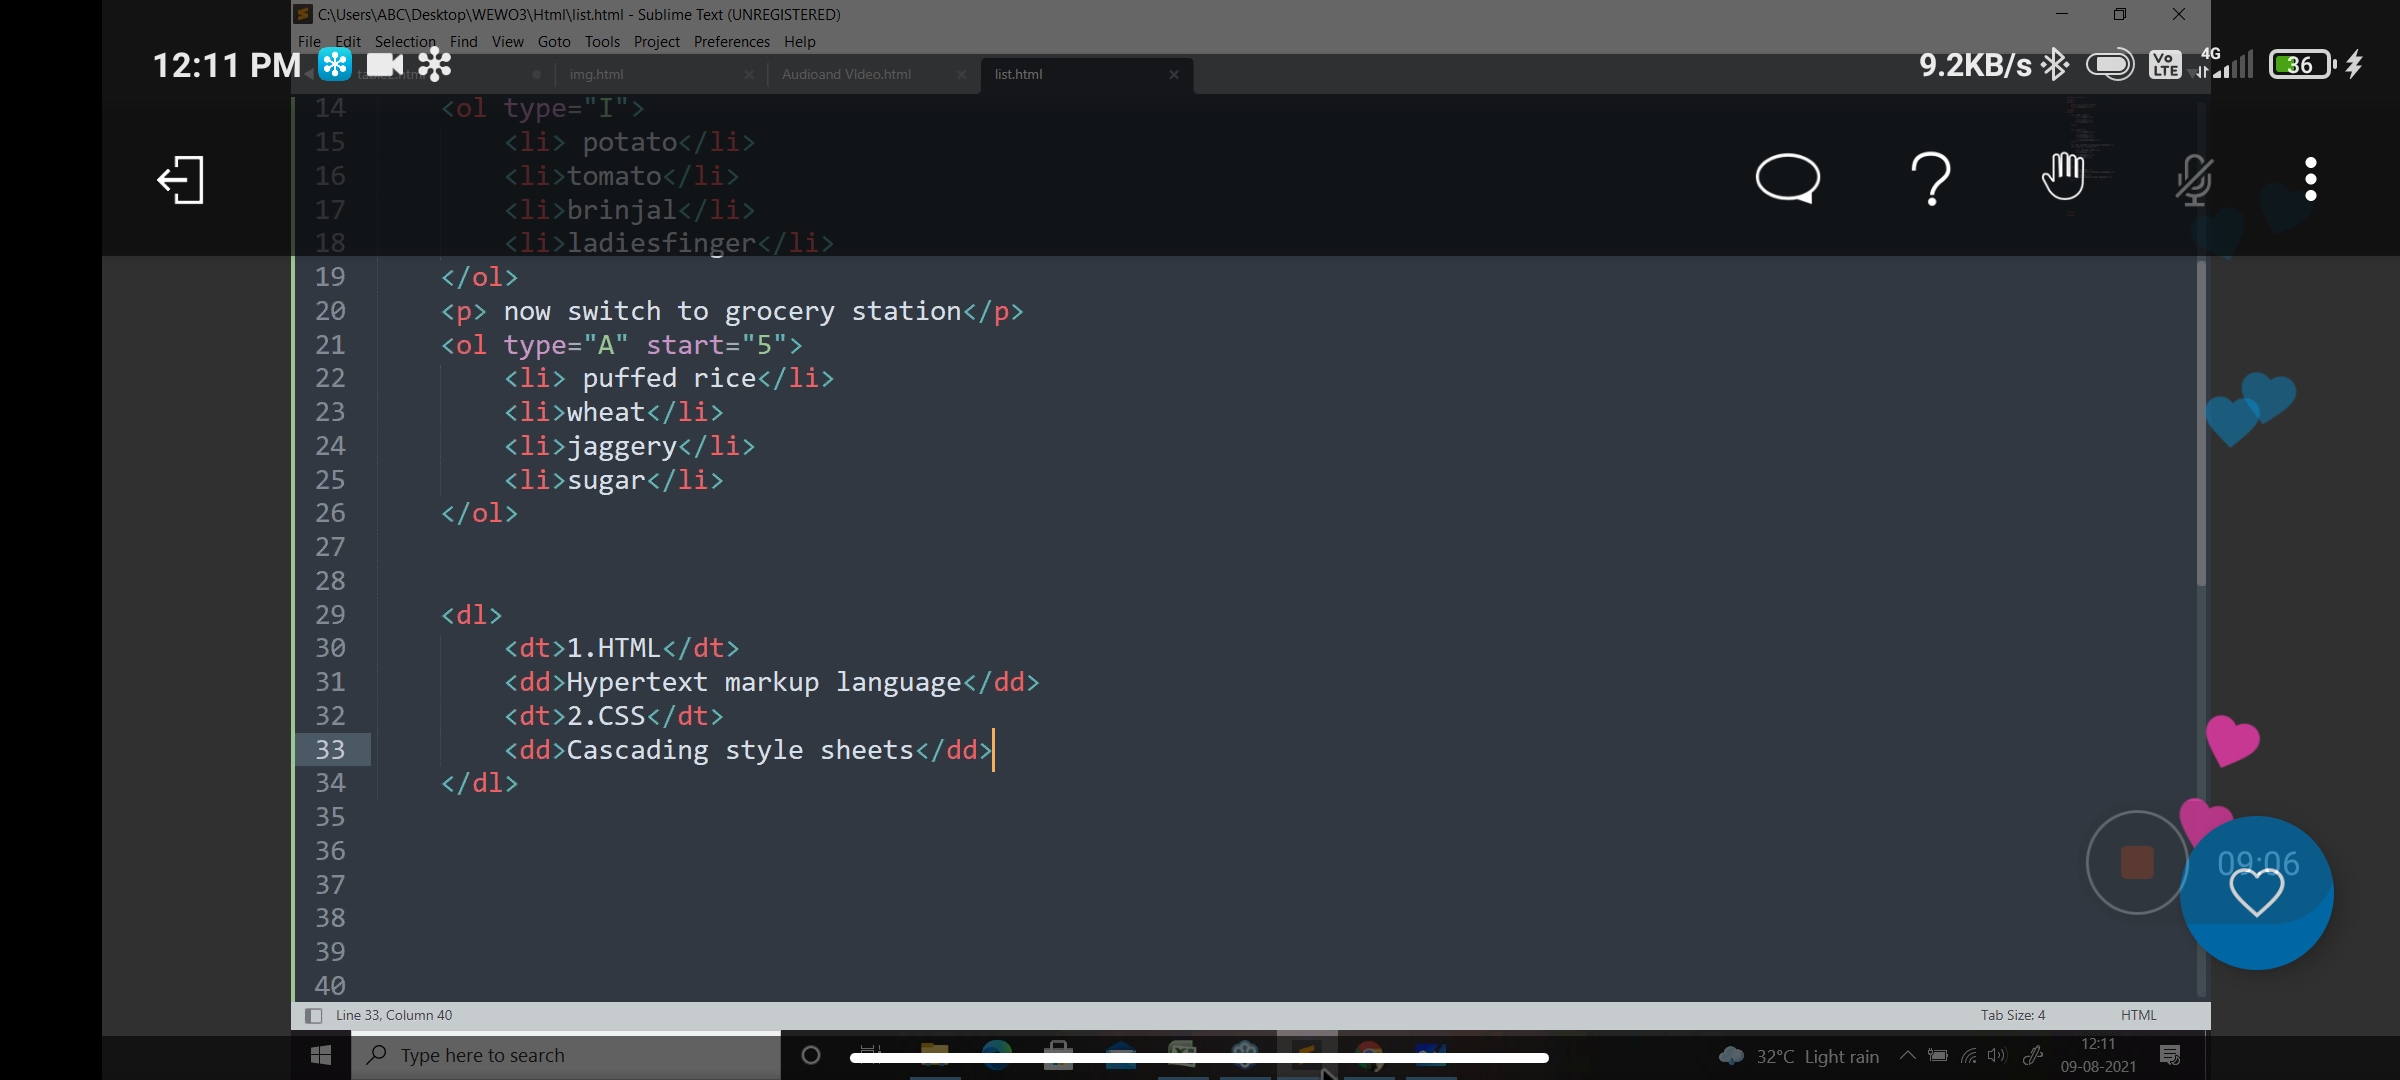 C:\Users\ABC\Desktop\WEWO3\Html\list.html - Sublime Text (UNREGISTERED)
File Edit Selection Find View Goto Tools Project Preferences Help
12:11 PM
9.2KB/s
Vo LTE
4G
36
img.html
Audioand VIdeo.html
list.html
14 <ol type="I">
15 <li> potato</li>
16 <li>tomato</li>
17 <li>brinjal</li>
18 <li>ladiesfinger</li>
19 </ol>
20 <p> now switch to grocery station</p>
21 <ol type="A" start="5">
22 <li> puffed rice</li>
23 <li>wheat</li>
24 <li>jaggery</li>
25 <li>sugar</li>
26 </ol>
27
28
29 <dl>
30 <dt>1.HTML</dt>
31 <dd>Hypertext markup language</dd>
32 <dt>2.CSS</dt>
33 <dd>Cascading style sheets</dd>
34 </dl>
35
36
37
38
39
40
09:06
Line 33, Column 40
Tab Size: 4
HTML
Type here to search
32°C Light rain
12:11
09-08-2021